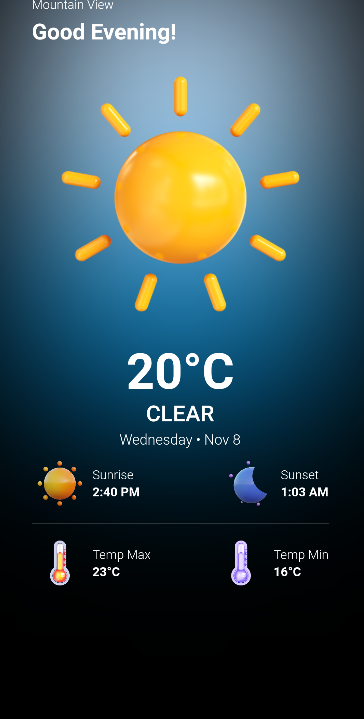 Mountain View
Good Evening!
20°C
CLEAR
Wednesday • Nov 8
Sunrise
2:40 PM
Sunset
1:03 AM
Temp Max
23°C
Temp Min
16°C